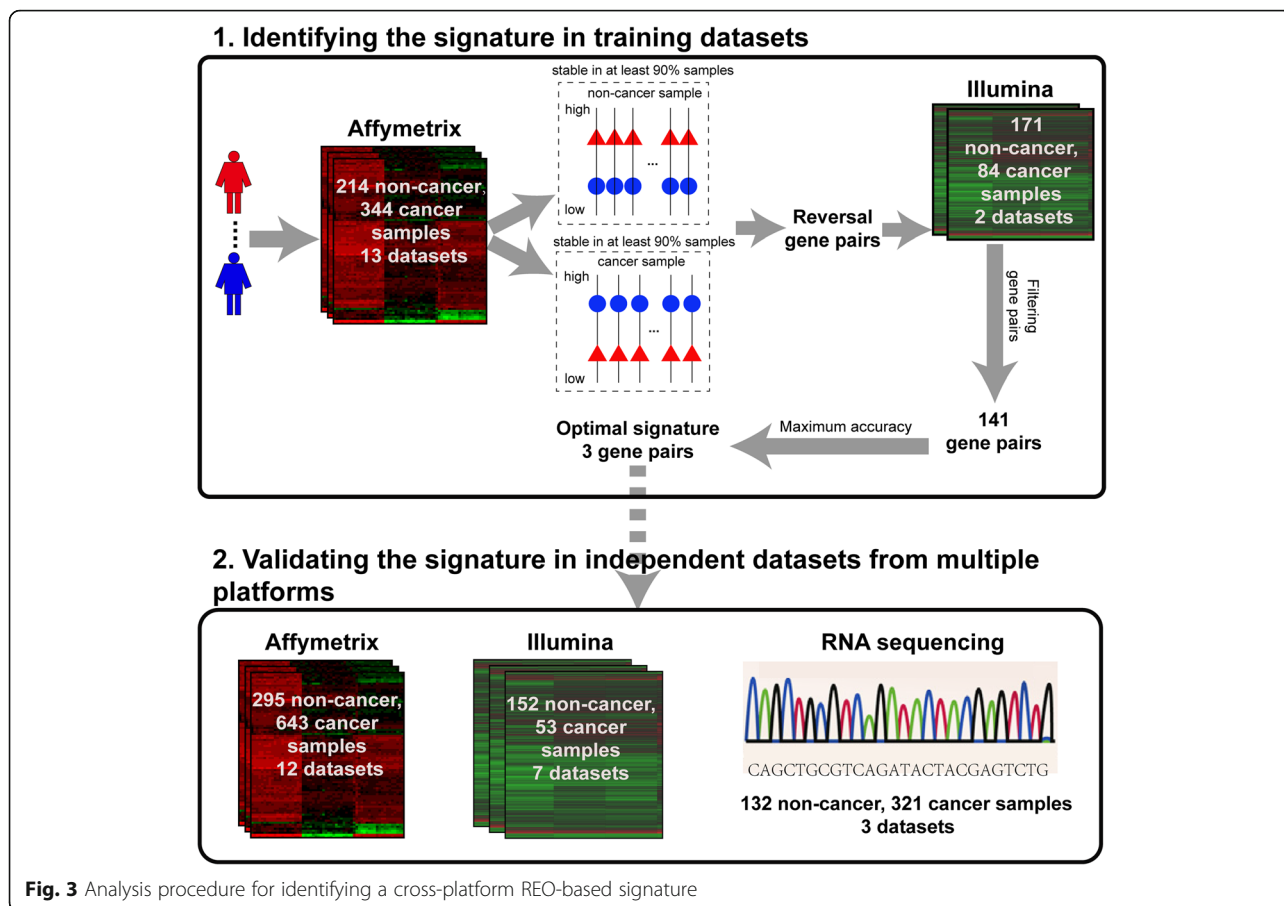 1. Identifying the signature in training datasets
stable in at least 90% samples
non-cancer sample
high
...
low
Affymetrix
214 non-cancer,
344 cancer
samples
13 datasets
stable in at least 90% samples
cancer sample
high
...
low
Reversal
gene pairs
Illumina
171
non-cancer,
84 cancer
samples
2 datasets
Filtering
gene pairs
141
gene pairs
Maximum accuracy
Optimal signature
3 gene pairs
2. Validating the signature in independent datasets from multiple
platforms
Affymetrix
295 non-cancer,
643 cancer
samples
12 datasets
Illumina
152 non-cancer,
53 cancer
samples
7 datasets
RNA sequencing
CAGCTGCGTCAGATACTACGAGTCTG
132 non-cancer, 321 cancer samples
3 datasets
Fig. 3 Analysis procedure for identifying a cross-platform REO-based signature